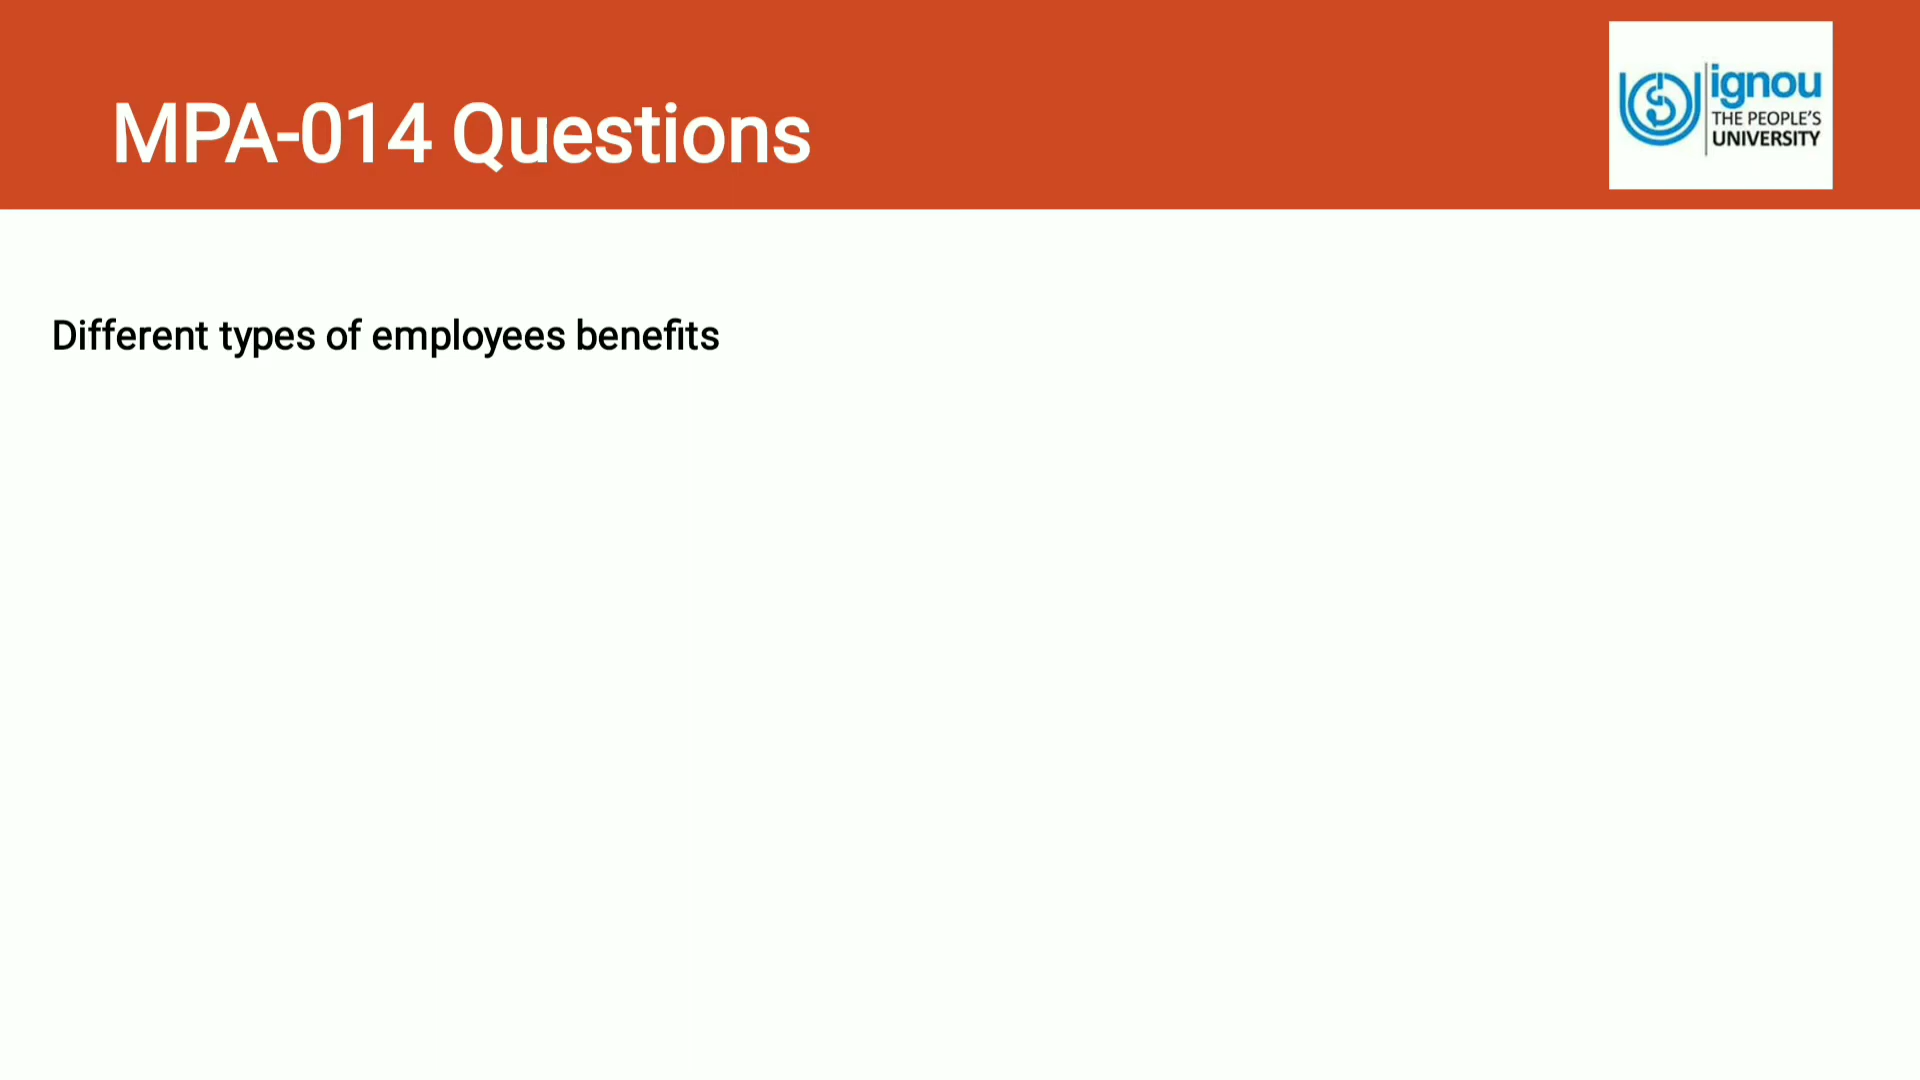 MPA-014 Questions
ignou
THE PEOPLE'S
UNIVERSITY
Different types of employees benefits